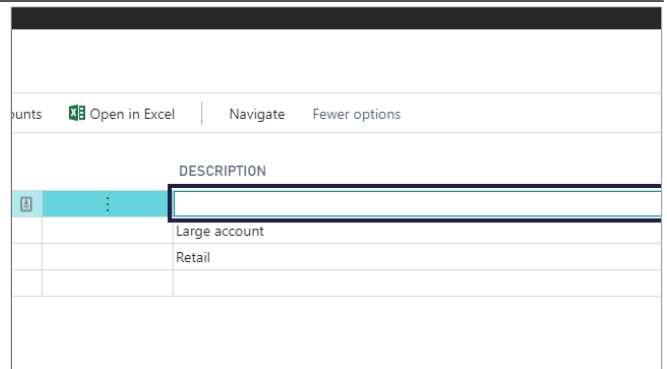 ounts Open in Excel Navigate Fewer options
DESCRIPTION
Large account
Retail